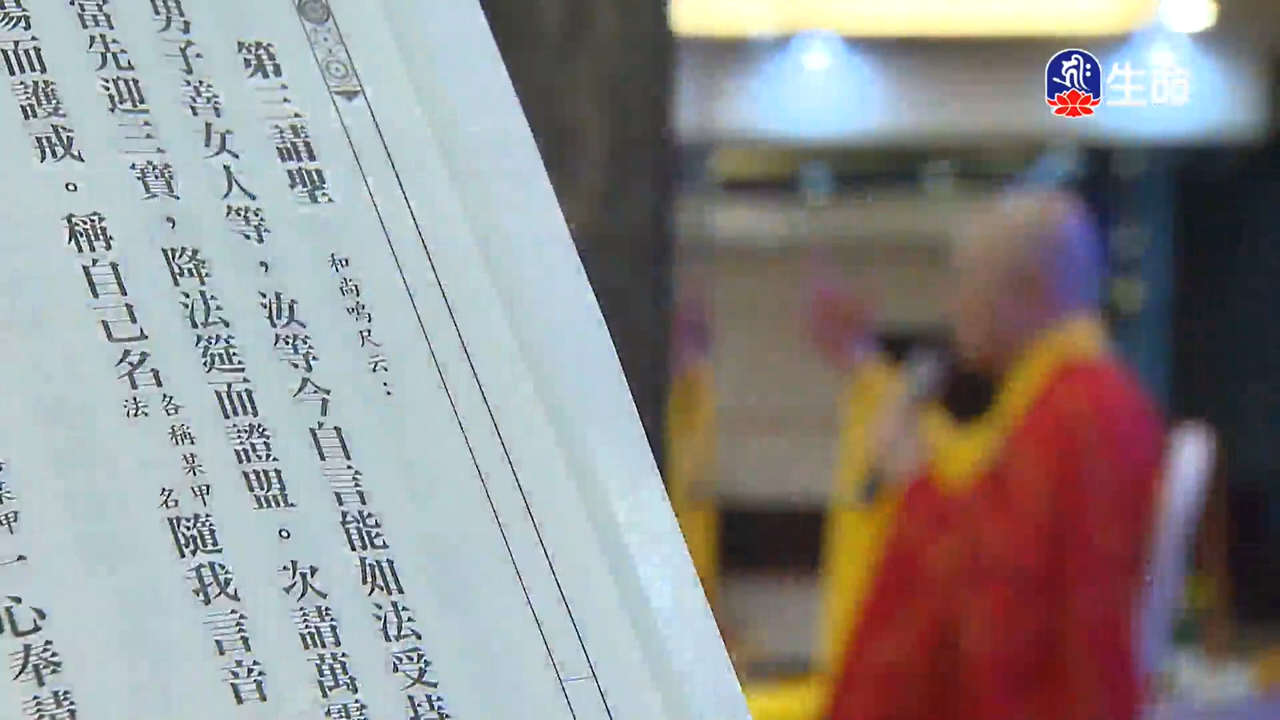 生命
第三請聖 和尚鳴尺云：
男子善女人等，汝等今自言能如法受持
當先迎三寶，降法筵而證盟。次請萬靈
場而護戒。稱自己名 各稱某甲法名 隨我言音
某甲 一心奉請